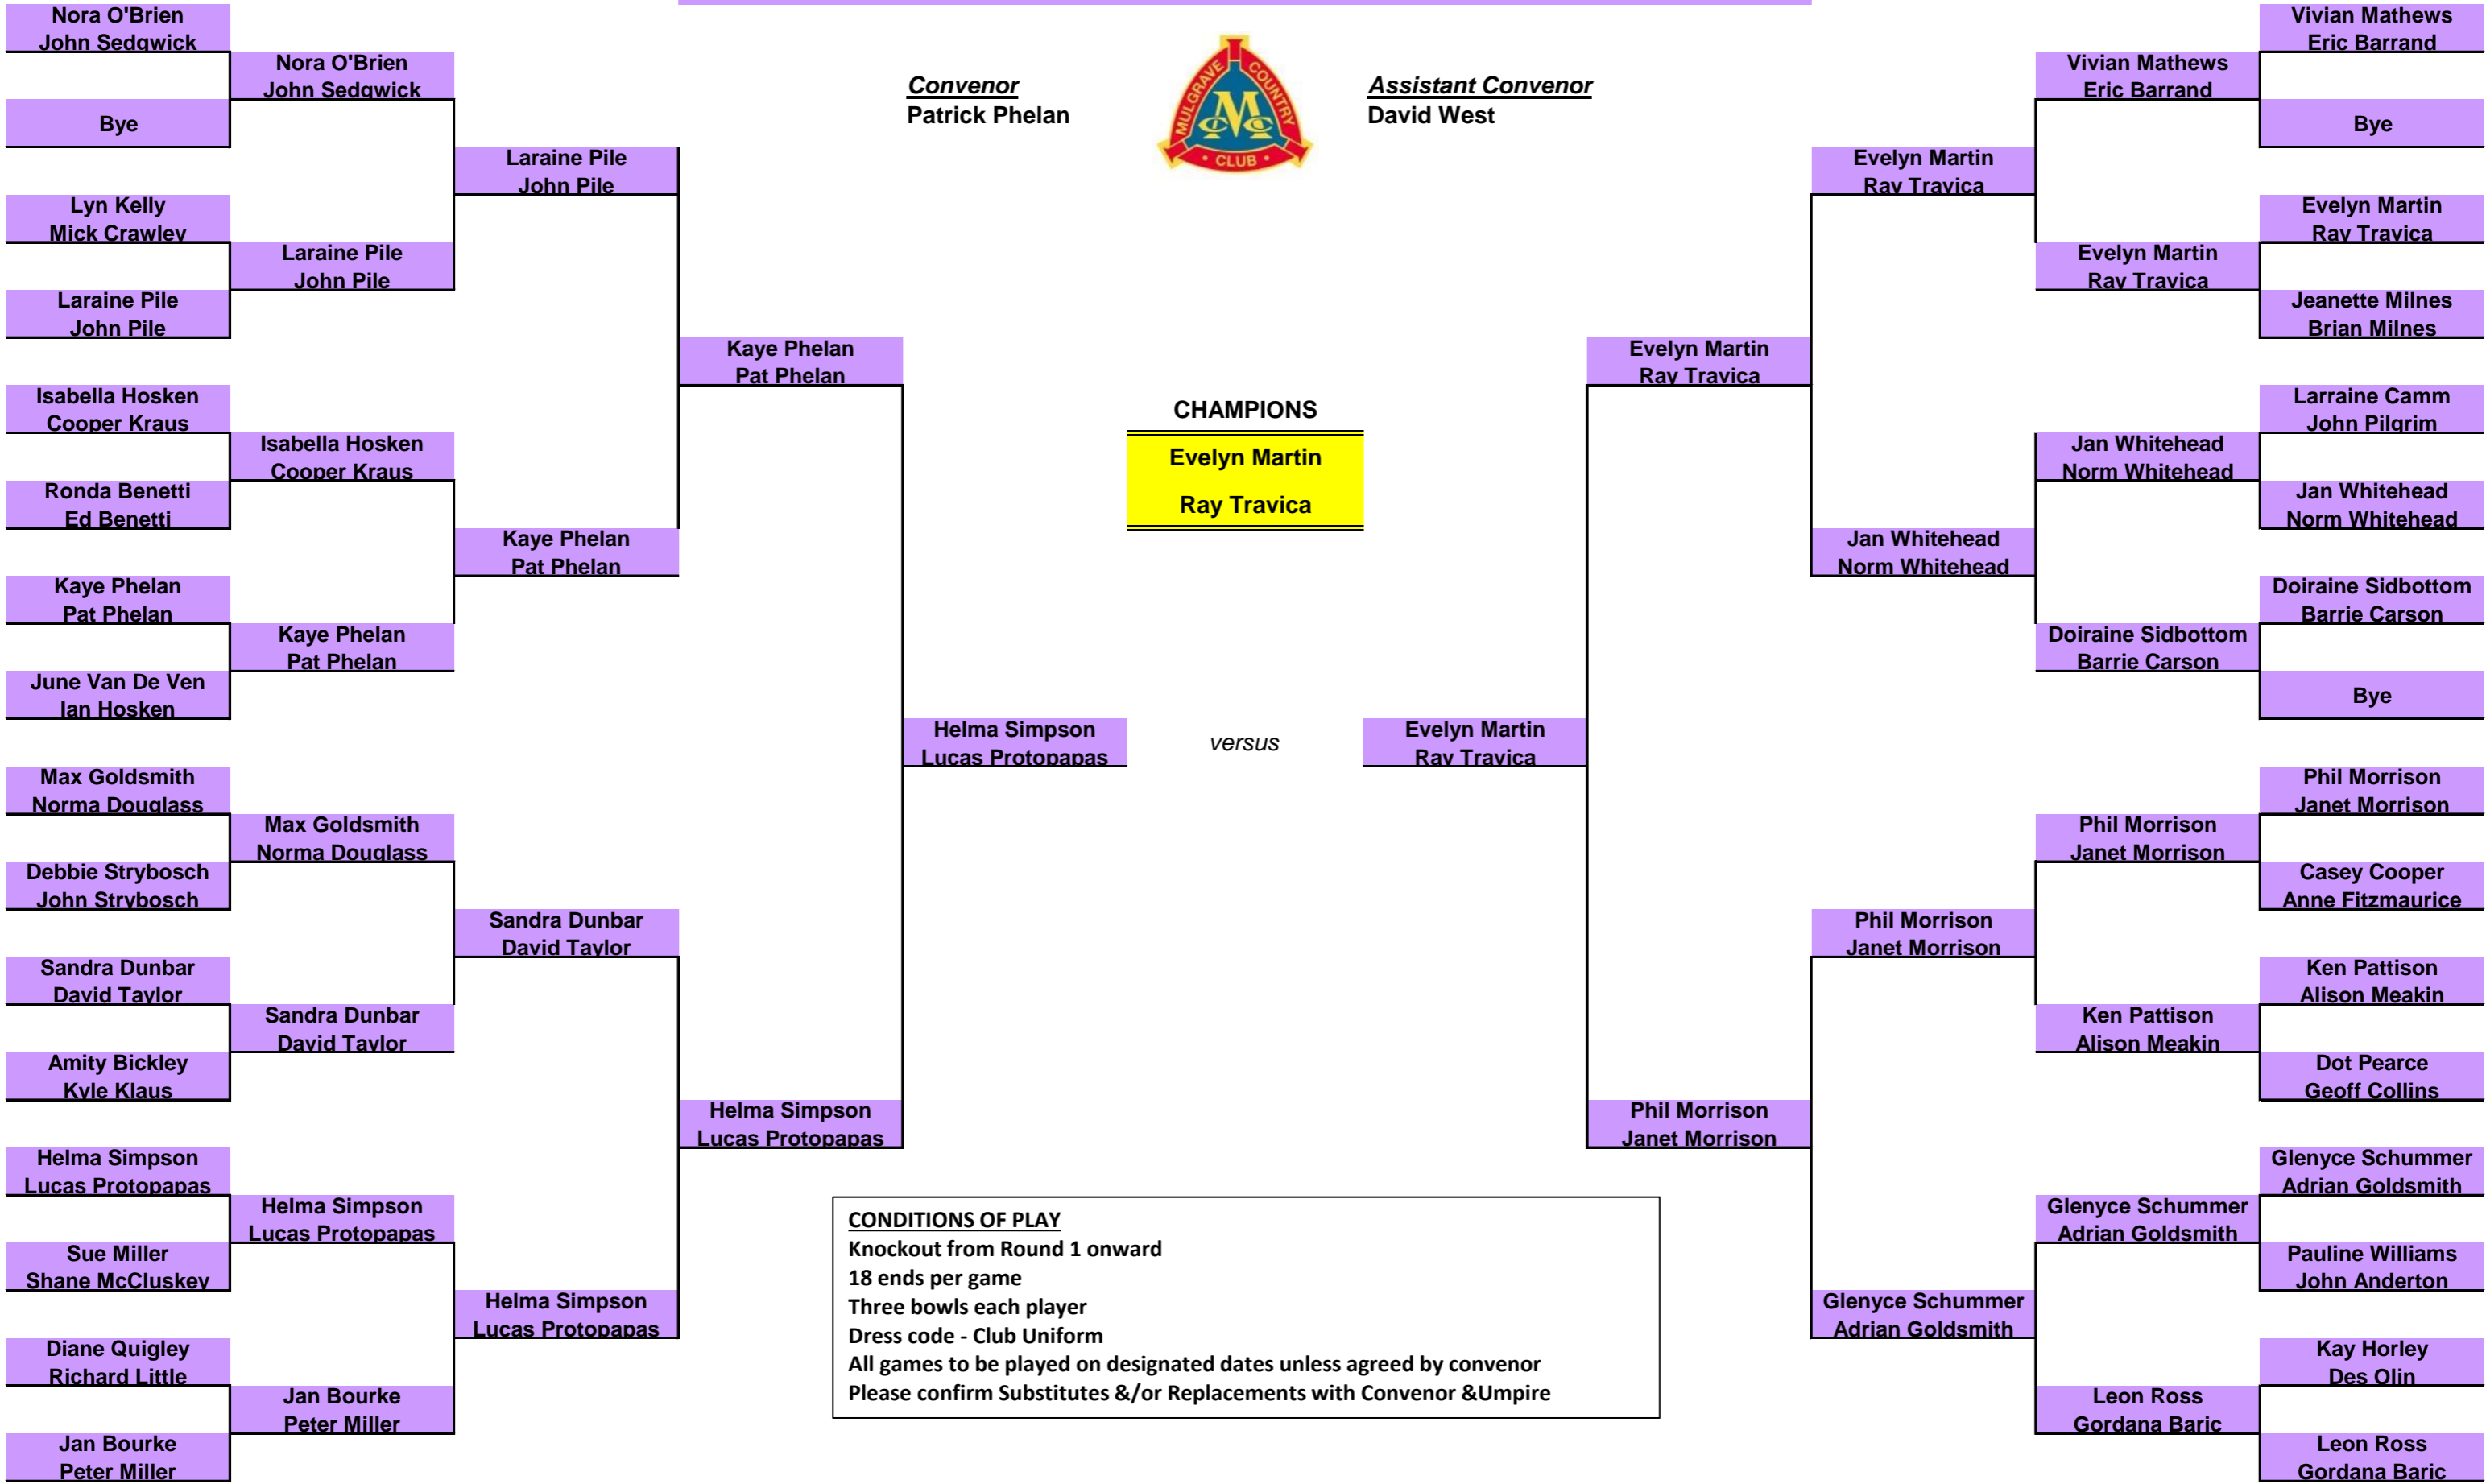 Nora O'Brien
John Sedgwick
Bye
Lyn Kelly
Mick Crawley
Laraine Pile
John Pile
Isabella Hosken
Cooper Kraus
Ronda Benetti
Ed Benetti
Kaye Phelan
Pat Phelan
June Van De Ven
Ian Hosken
Max Goldsmith
Norma Douglass
Debbie Strybosch
John Strybosch
Sandra Dunbar
David Taylor
Amity Bickley
Kyle Klaus
Helma Simpson
Lucas Protopapas
Sue Miller
Shane McCluskey
Diane Quigley
Richard Little
Jan Bourke
Peter Miller
Nora O'Brien
John Sedgwick
Laraine Pile
John Pile
Isabella Hosken
Cooper Kraus
Kaye Phelan
Pat Phelan
Max Goldsmith
Norma Douglass
Sandra Dunbar
David Taylor
Helma Simpson
Lucas Protopapas
Jan Bourke
Peter Miller
Laraine Pile
John Pile
Kaye Phelan
Pat Phelan
Sandra Dunbar
David Taylor
Helma Simpson
Lucas Protopapas
Kaye Phelan
Pat Phelan
Helma Simpson
Lucas Protopapas
Helma Simpson
Lucas Protopapas
Convenor
Patrick Phelan
MULGRAVE COUNTRY
MCC
CLUB
Assistant Convenor
David West
CHAMPIONS
Evelyn Martin
Ray Travica
versus
Evelyn Martin
Ray Travica
Evelyn Martin
Ray Travica
Phil Morrison
Janet Morrison
Evelyn Martin
Ray Travica
Jan Whitehead
Norm Whitehead
Phil Morrison
Janet Morrison
Glenyce Schummer
Adrian Goldsmith
Vivian Mathews
Eric Barrand
Evelyn Martin
Ray Travica
Jan Whitehead
Norm Whitehead
Doiraine Sidbottom
Barrie Carson
Phil Morrison
Janet Morrison
Ken Pattison
Alison Meakin
Glenyce Schummer
Adrian Goldsmith
Leon Ross
Gordana Baric
Vivian Mathews
Eric Barrand
Bye
Evelyn Martin
Ray Travica
Jeanette Milnes
Brian Milnes
Larraine Camm
John Pilgrim
Jan Whitehead
Norm Whitehead
Doiraine Sidbottom
Barrie Carson
Bye
Phil Morrison
Janet Morrison
Casey Cooper
Anne Fitzmaurice
Ken Pattison
Alison Meakin
Dot Pearce
Geoff Collins
Glenyce Schummer
Adrian Goldsmith
Pauline Williams
John Anderton
Kay Horley
Des Olin
Leon Ross
Gordana Baric
CONDITIONS OF PLAY
Knockout from Round 1 onward
18 ends per game
Three bowls each player
Dress code - Club Uniform
All games to be played on designated dates unless agreed by convenor
Please confirm Substitutes &/or Replacements with Convenor &Umpire